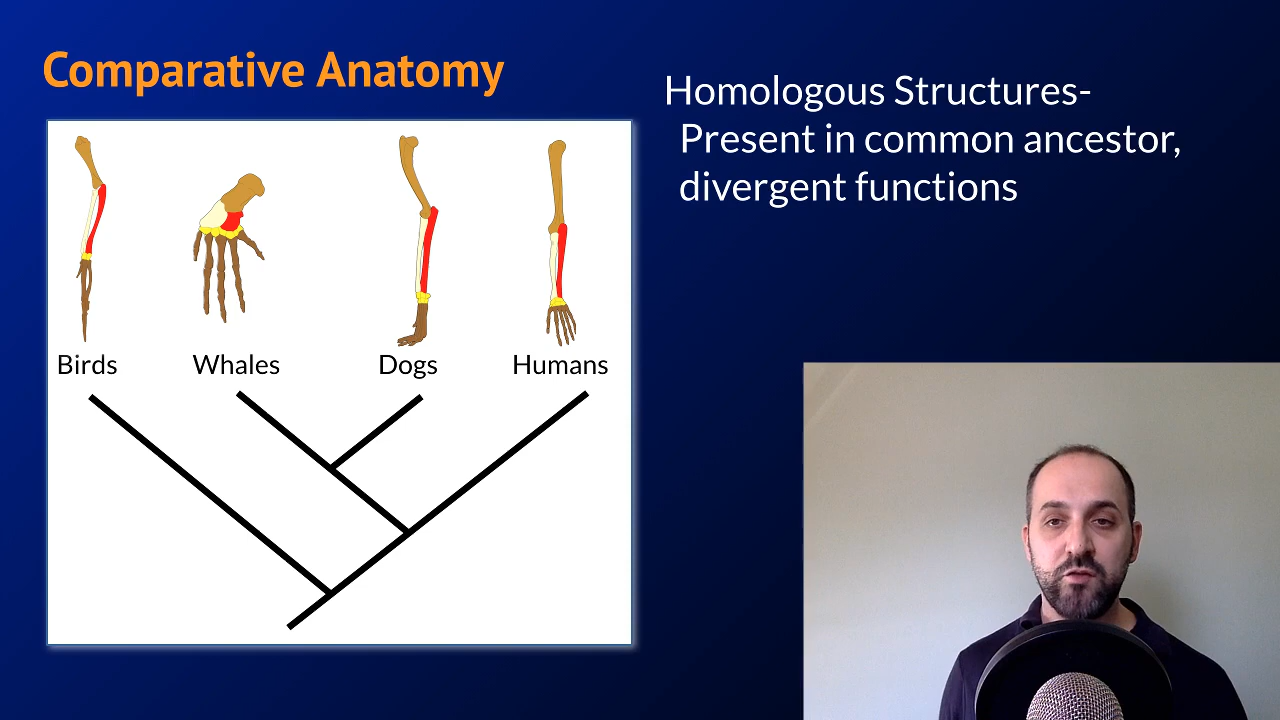 Comparative Anatomy
Homologous Structures-
Present in common ancestor,
divergent functions
Birds Whales Dogs Humans